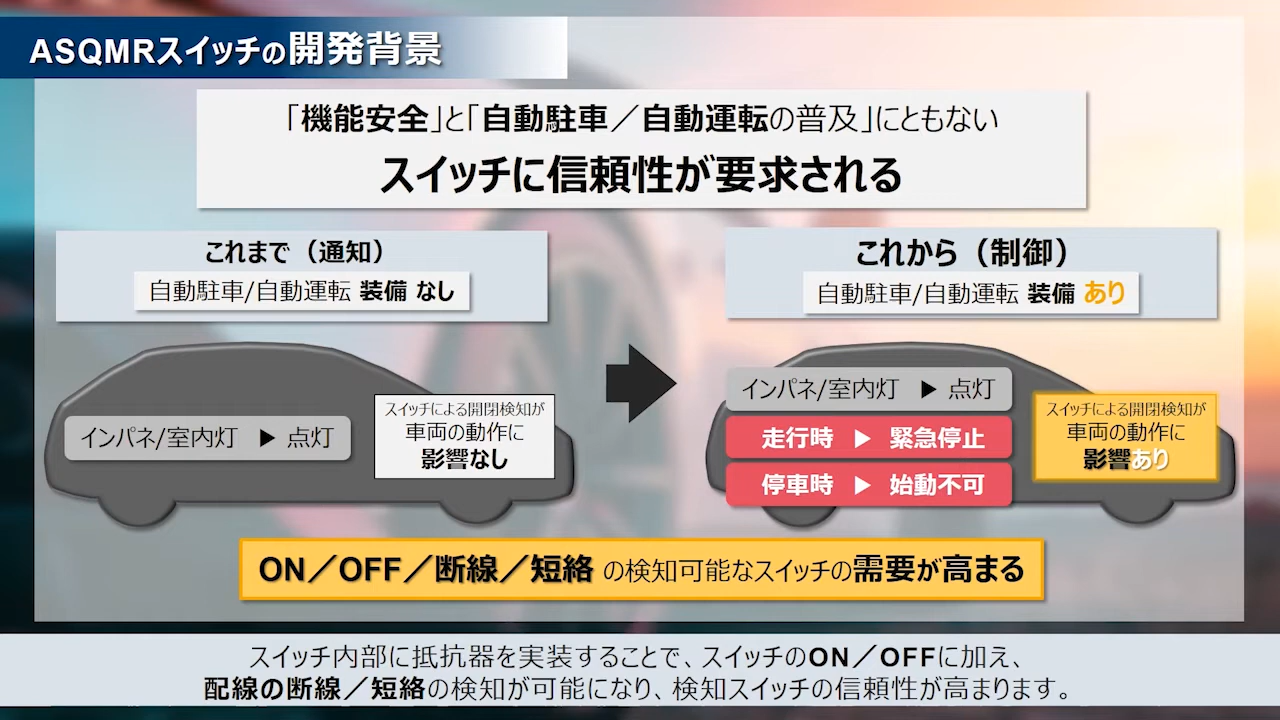 ASQMRスイッチの開発背景
「機能安全」と「自動駐車／自動運転の普及」にともない
スイッチに信頼性が要求される
これまで（通知）
自動駐車/自動運転 装備 なし
インパネ/室内灯 ▶ 点灯
スイッチによる開閉検知が
車両の動作に
影響なし
これから（制御）
自動駐車/自動運転 装備 あり
インパネ/室内灯 ▶ 点灯
走行時 ▶ 緊急停止
停車時 ▶ 始動不可
スイッチによる開閉検知が
車両の動作に
影響あり
ON／OFF／断線／短絡 の検知可能なスイッチの需要が高まる
スイッチ内部に抵抗器を実装することで、スイッチのON／OFFに加え、
配線の断線／短絡の検知が可能になり、検知スイッチの信頼性が高まります。